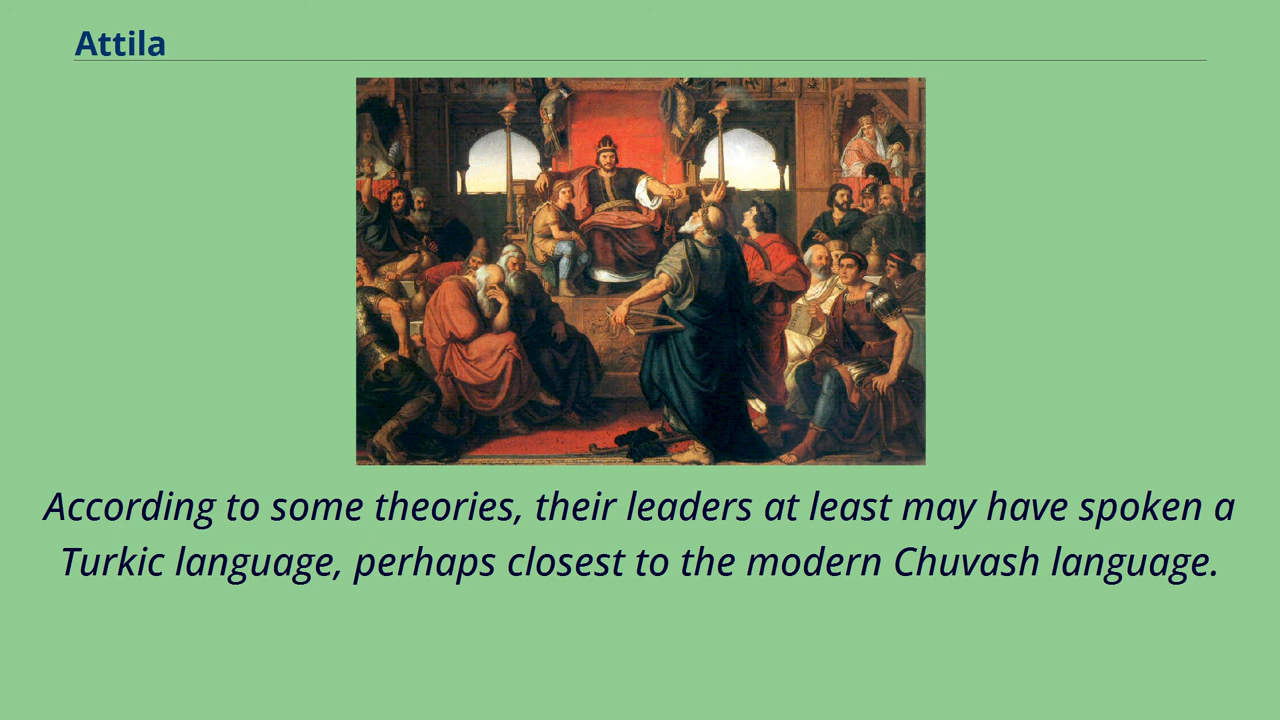 Attila
According to some theories, their leaders at least may have spoken a
Turkic language, perhaps closest to the modern Chuvash language.